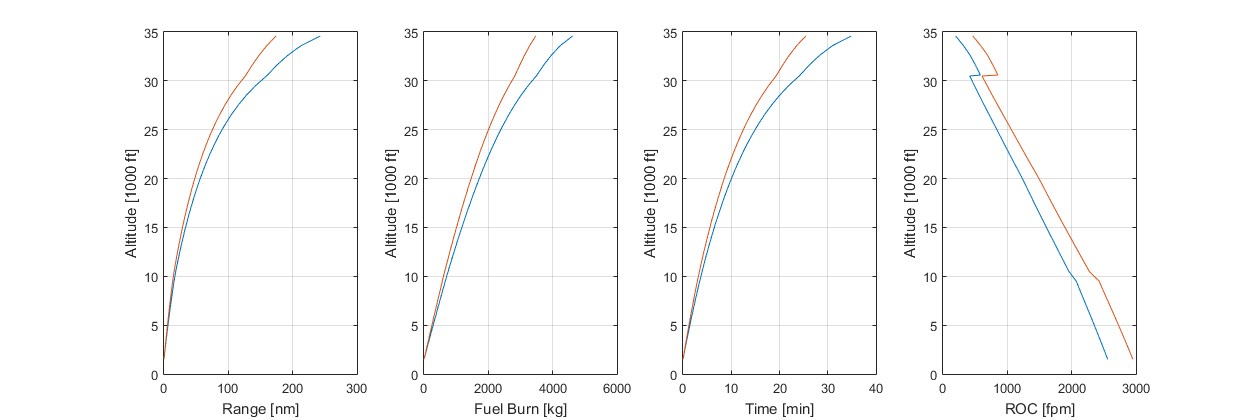 35
30
25
20
15
10
5
0
Altitude [1000 ft]
0 100 200 300
Range [nm]
35
30
25
20
15
10
5
0
Altitude [1000 ft]
0 2000 4000 6000
Fuel Burn [kg]
35
30
25
20
15
10
5
0
Altitude [1000 ft]
0 10 20 30 40
Time [min]
35
30
25
20
15
10
5
0
Altitude [1000 ft]
0 1000 2000 3000
ROC [fpm]